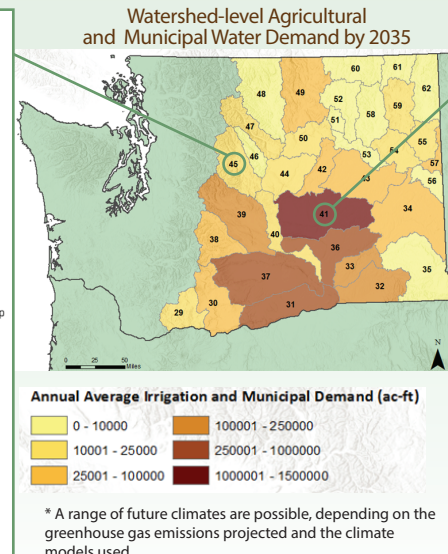 Watershed-level Agricultural
and Municipal Water Demand by 2035
60
61
62
49
48
52
59
58
51
47
50
55
54
53
57
46
45
42
56
44
43
41
34
39
40
38
36
37
33
35
32
31
30
29
p
N
0 25 50
Miles
Annual Average Irrigation and Municipal Demand (ac-ft)
0 - 10000
100001 - 250000
10001 - 25000
250001 - 1000000
25001 - 100000
1000001 - 1500000
* A range of future climates are possible, depending on the
greenhouse gas emissions projected and the climate
models used